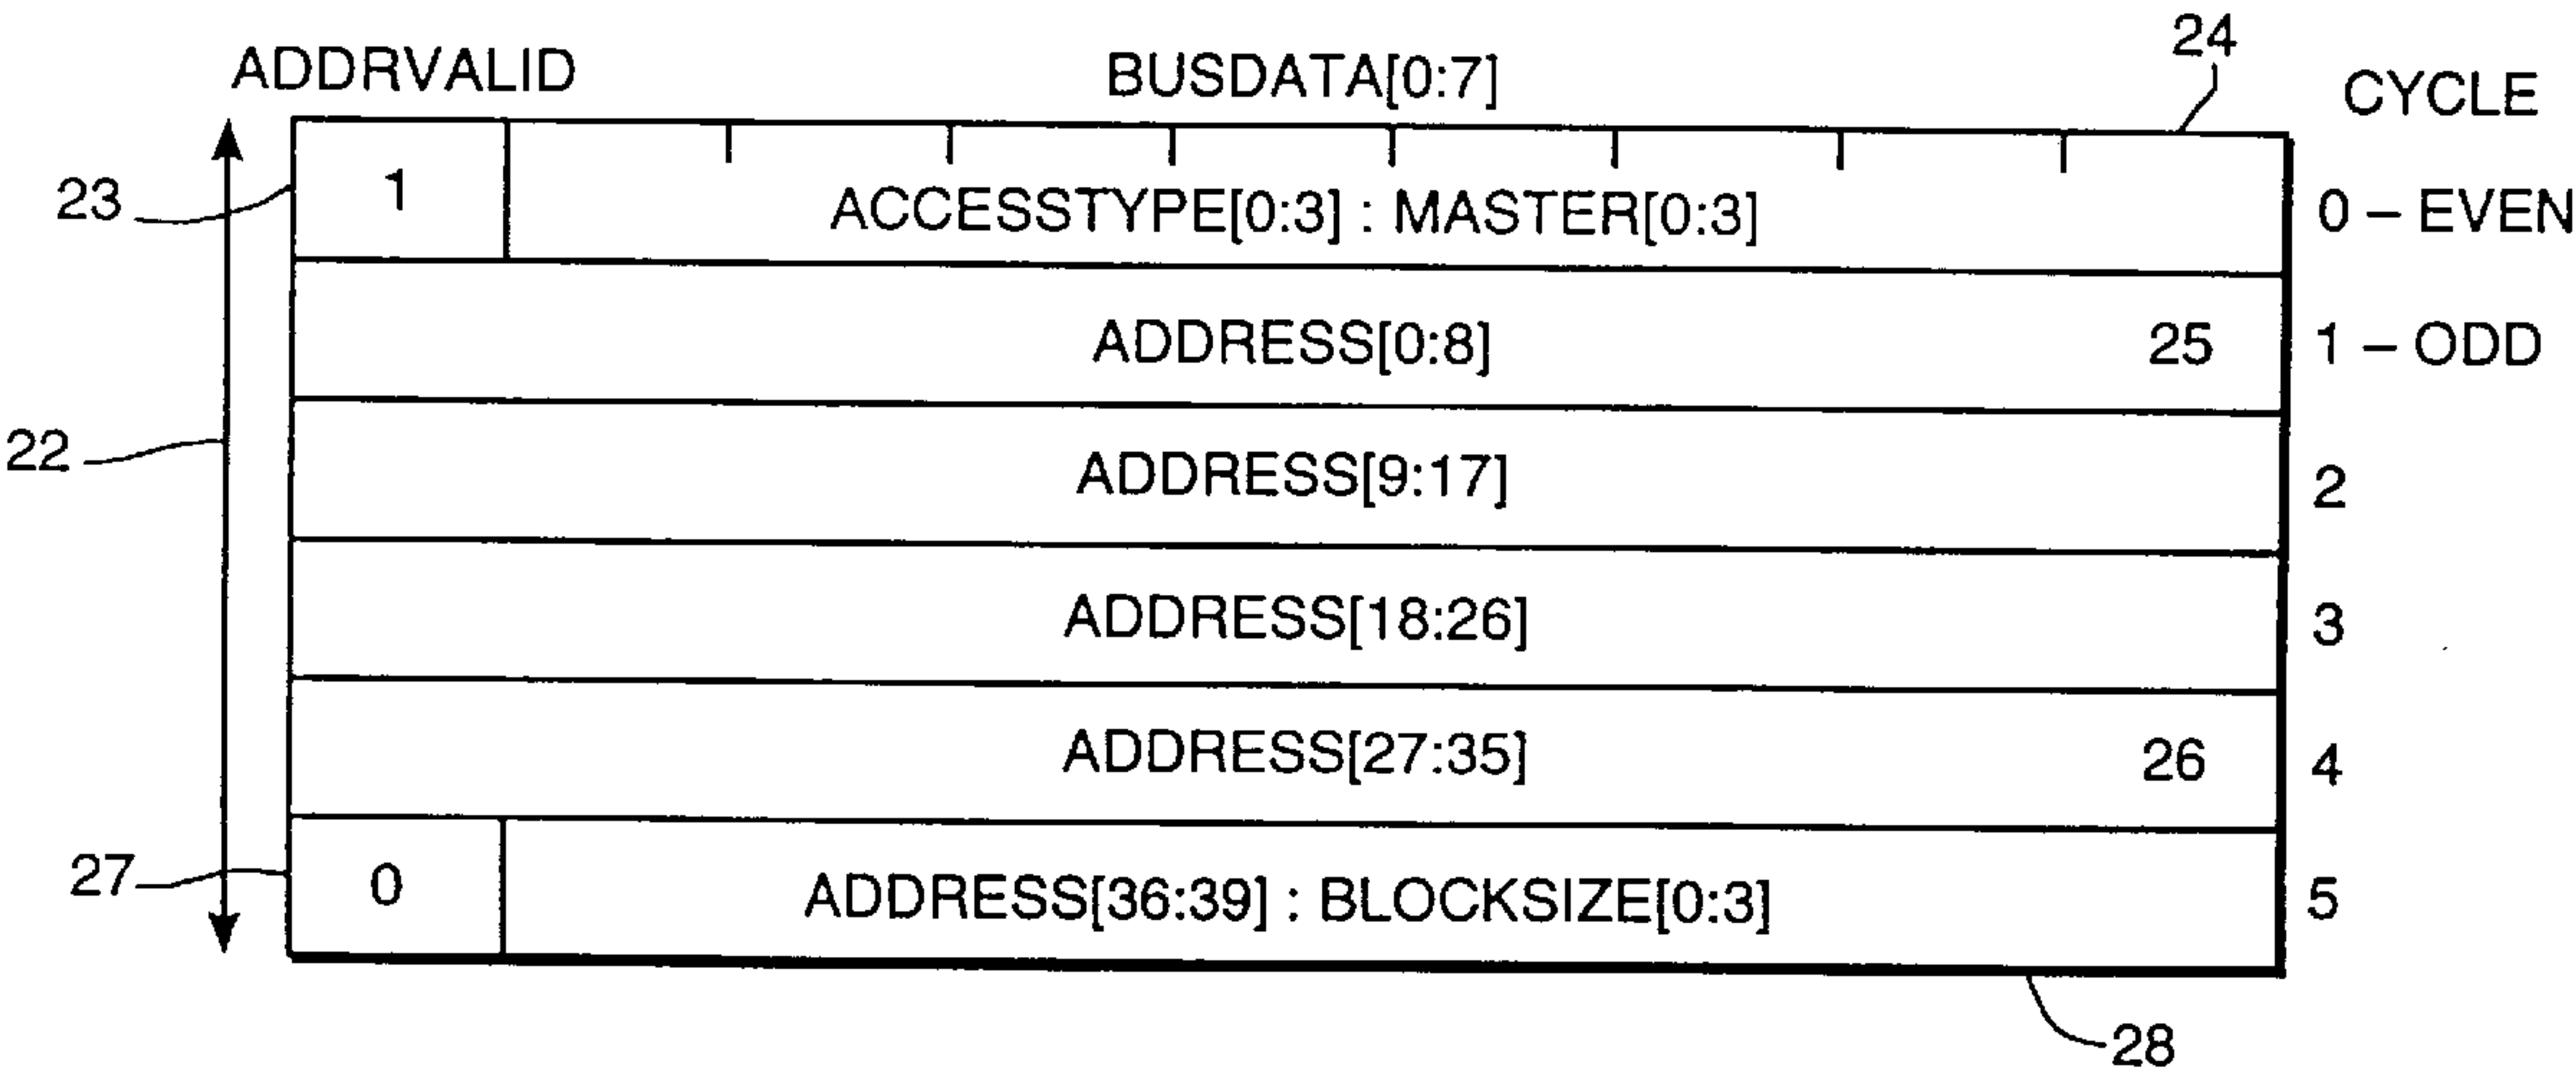 24
ADDRVALID BUSDATA[0:7] CYCLE
23 1 ACCESSTYPE[0:3] : MASTER[0:3] 0 – EVEN
ADDRESS[0:8] 25 1 – ODD
22 ADDRESS[9:17] 2
ADDRESS[18:26] 3
ADDRESS[27:35] 26 4
27 0 ADDRESS[36:39] : BLOCKSIZE[0:3] 5
28